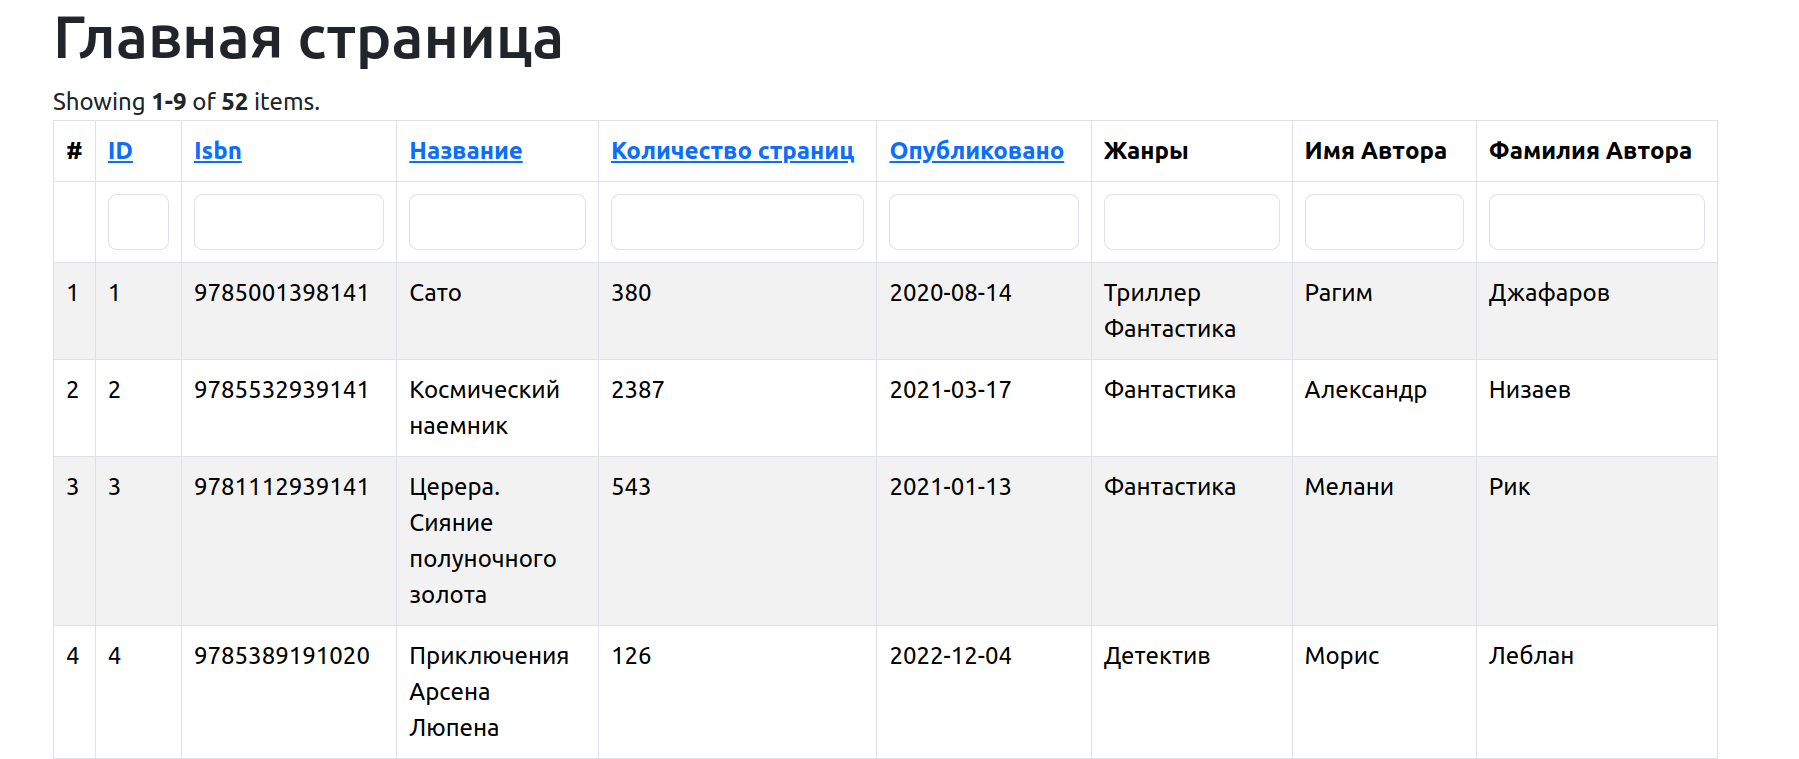 Главная страница
Showing 1-9 of 52 items.
# ID Isbn Название Количество страниц Опубликовано Жанры Имя Автора Фамилия Автора
1 1 9785001398141 Сато 380 2020-08-14 Триллер Рагим Джафаров
Фантастика
2 2 9785532939141 Космический 2387 2021-03-17 Фантастика Александр Низаев
наемник
3 3 9781112939141 Церера. 543 2021-01-13 Фантастика Мелани Рик
Сияние
полуночного
золота
4 4 9785389191020 Приключения 126 2022-12-04 Детектив Морис Леблан
Арсена
Люпена